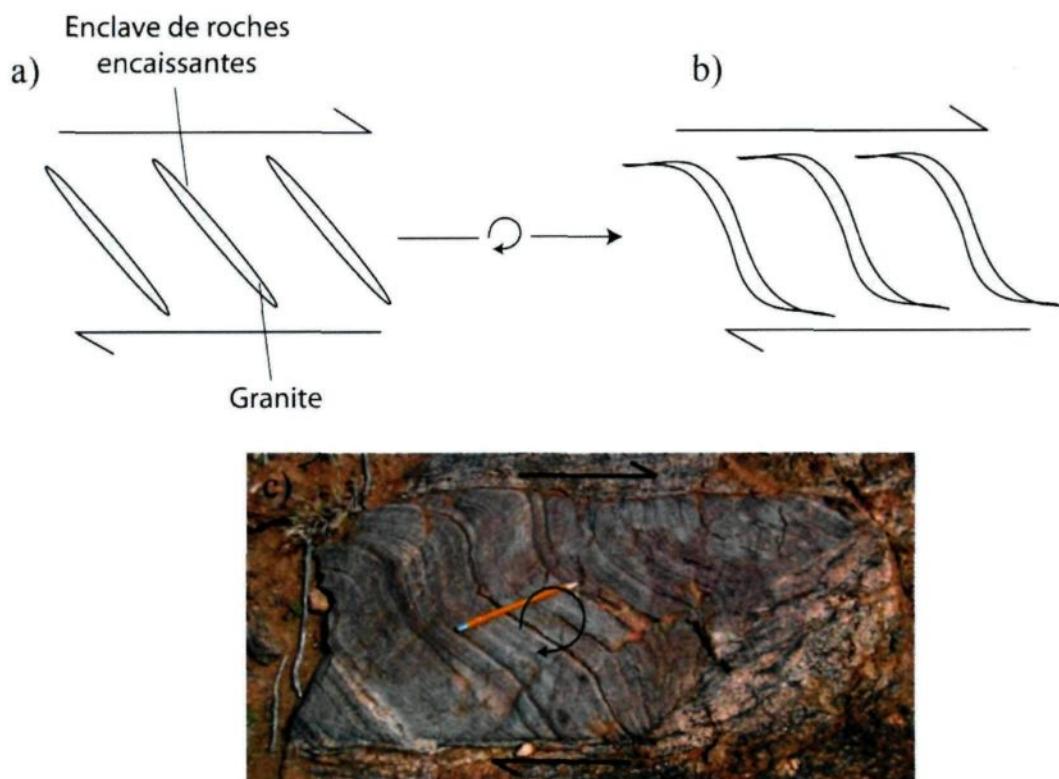 Enclave de roches
encaissantes
a)
b)
Granite
c)